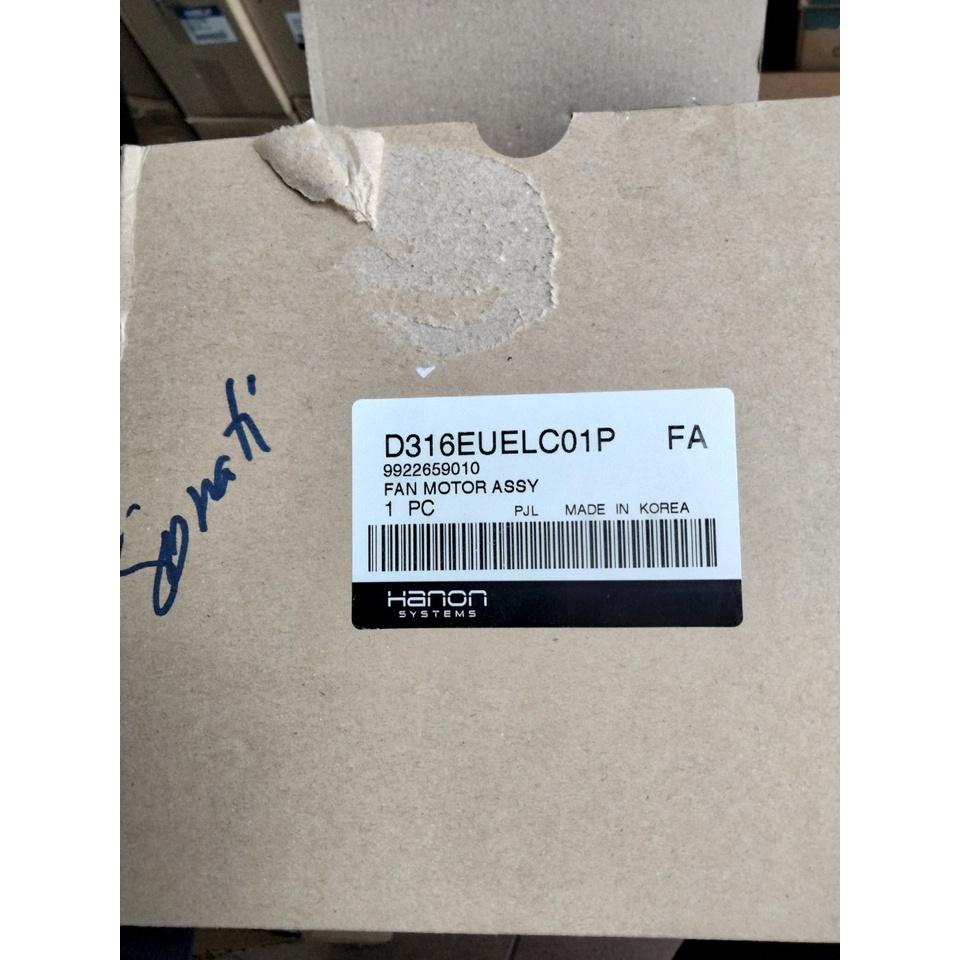 D316EUELC01P FA
9922659010
FAN MOTOR ASSY
1 PC PJL MADE IN KOREA
Hanon
SYSTEMS